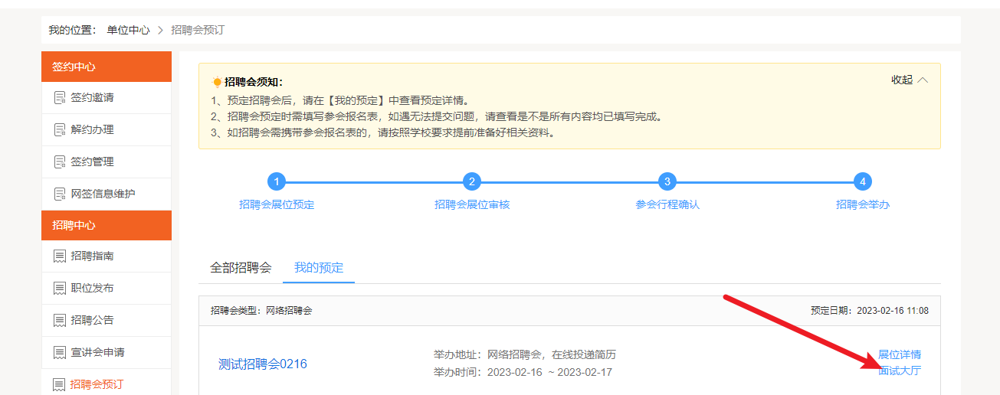 我的位置： 单位中心 > 招聘会预订
签约中心
签约邀请
解约办理
签约管理
网签信息维护
招聘中心
招聘指南
职位发布
招聘公告
宣讲会申请
招聘会预订
招聘会须知：
收起
1、预定招聘会后，请在【我的预定】中查看预定详情。
2、招聘会预定时需填写参会报名表，如遇无法提交问题，请查看是不是所有内容均已填写完成。
3、如招聘会需携带参会报名表的，请按照学校要求提前准备好相关资料。
1 2 3 4
招聘会展位预定 招聘会展位审核 参会行程确认 招聘会举办
全部招聘会 我的预定
招聘会类型：网络招聘会 预定日期：2023-02-16 11:08
测试招聘会0216
举办地址：网络招聘会，在线投递简历
举办时间：2023-02-16 ~ 2023-02-17
展位详情
面试大厅